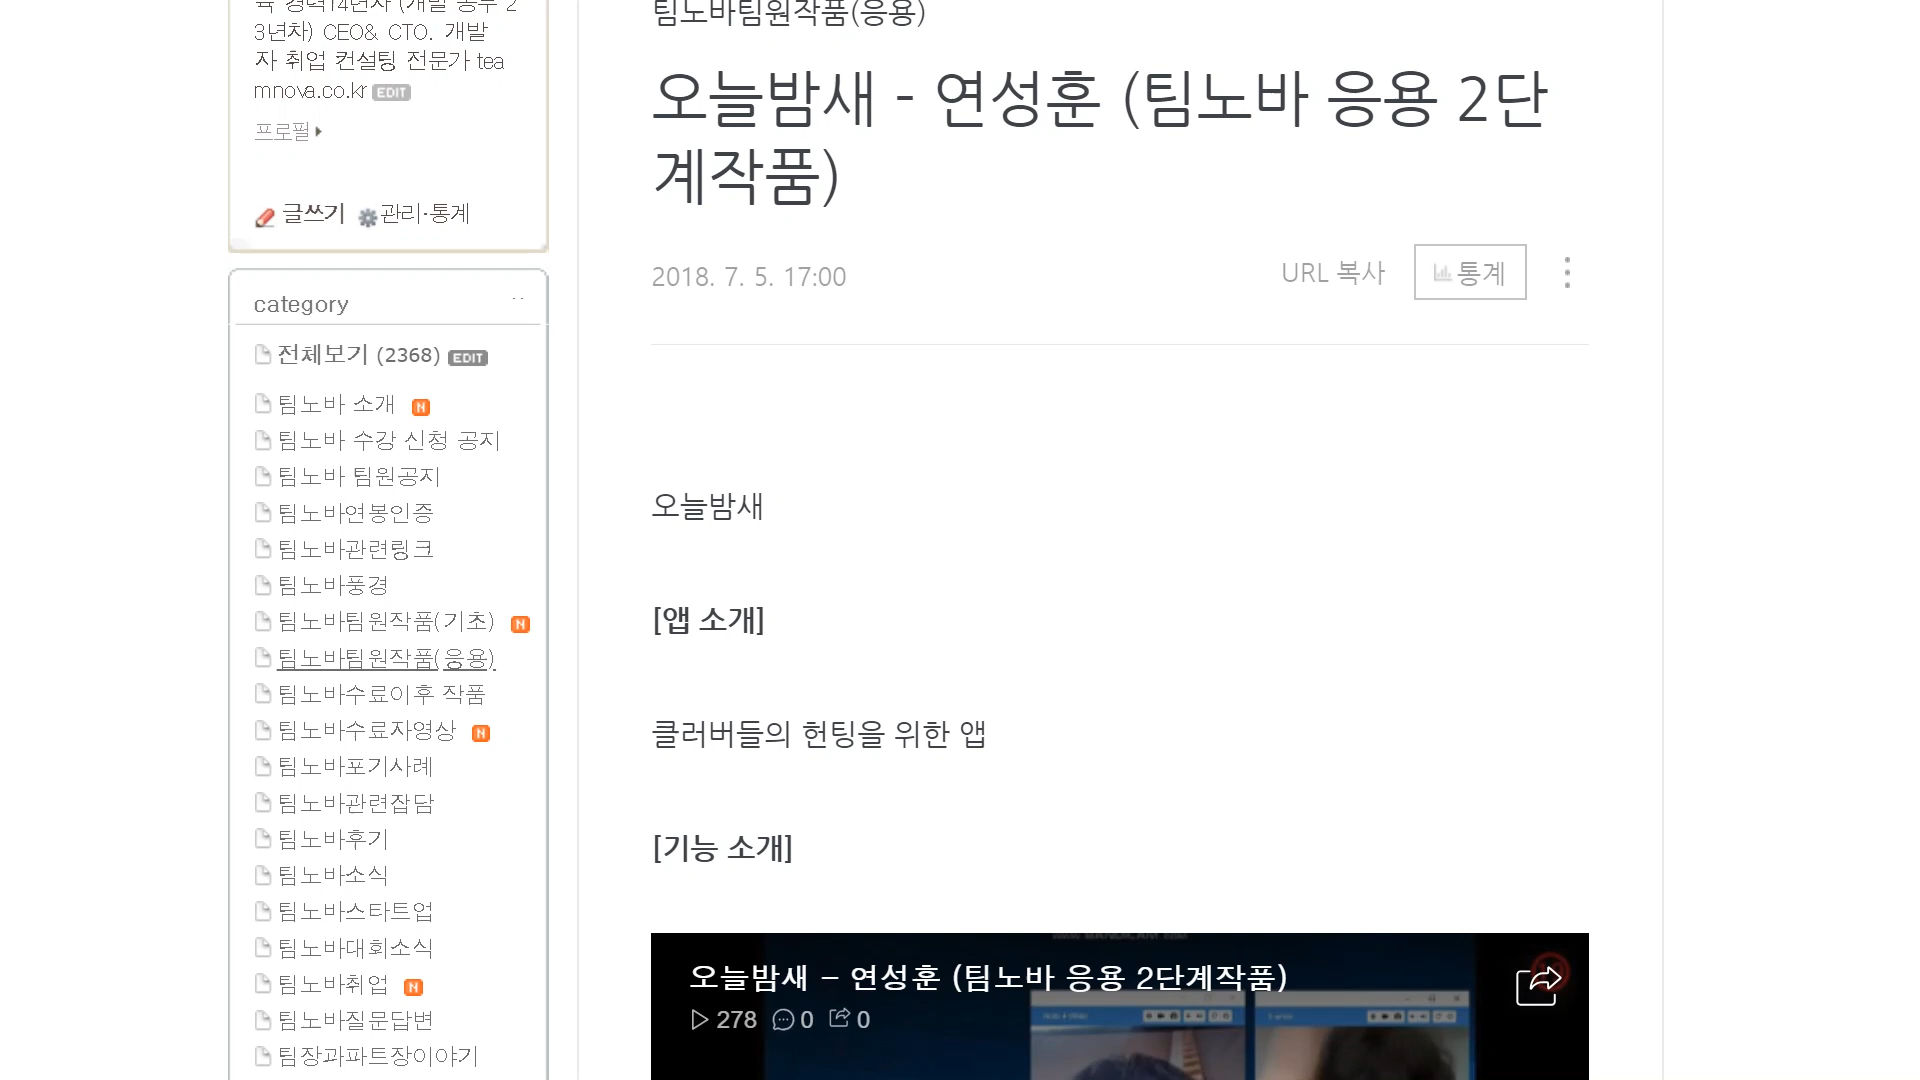 육 경력14년차 (개발 공부 2
3년차) CEO& CTO. 개발
자 취업 컨설팅 전문가 tea
mnova.co.kr EDIT
프로필
글쓰기 관리·통계
category
전체보기 (2368) EDIT
팀노바 소개 N
팀노바 수강 신청 공지
팀노바 팀원공지
팀노바연봉인증
팀노바관련링크
팀노바풍경
팀노바팀원작품(기초) N
팀노바팀원작품(응용)
팀노바수료이후 작품
팀노바수료자영상 N
팀노바포기사례
팀노바관련잡담
팀노바후기
팀노바소식
팀노바스타트업
팀노바대회소식
팀노바취업 N
팀노바질문답변
팀장과파트장이야기
팀노바팀원작품(응용)
오늘밤새 - 연성훈 (팀노바 응용 2단
계작품)
2018. 7. 5. 17:00
URL 복사 통계
오늘밤새
[앱 소개]
클러버들의 헌팅을 위한 앱
[기능 소개]
오늘밤새 - 연성훈 (팀노바 응용 2단계작품)
278 0 0